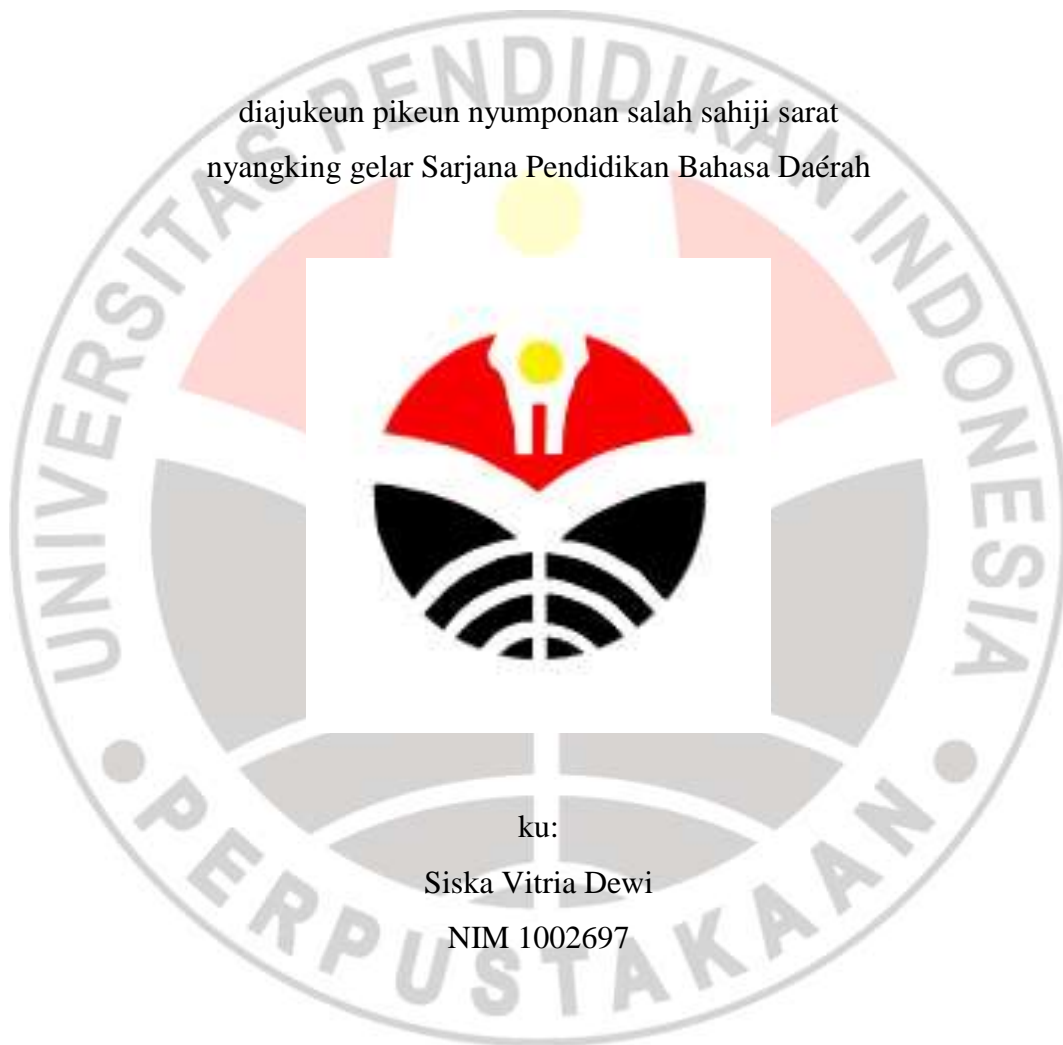 UNIVERSITAS PENDIDIKAN INDONESIA
diajukeun pikeun nyumponan salah sahiji sarat
nyangking gelar Sarjana Pendidikan Bahasa Daérah
ku:
Siska Vitria Dewi
NIM 1002697
PERPUSTAKAAN